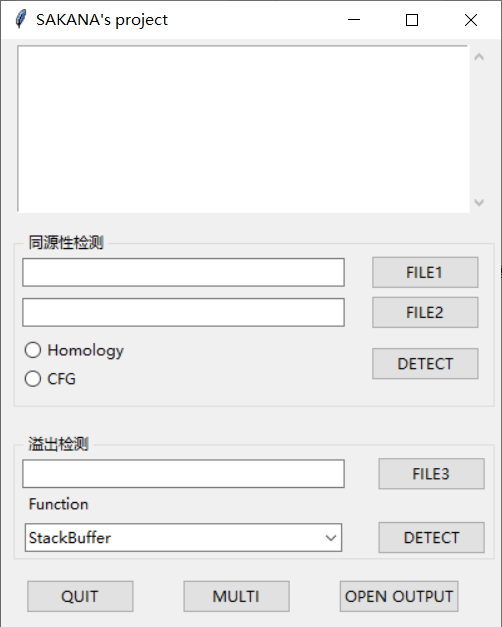 SAKANA's project
同源性检测
FILE1
FILE2
Homology
DETECT
CFG
溢出检测
FILE3
Function
StackBuffer
DETECT
QUIT
MULTI
OPEN OUTPUT